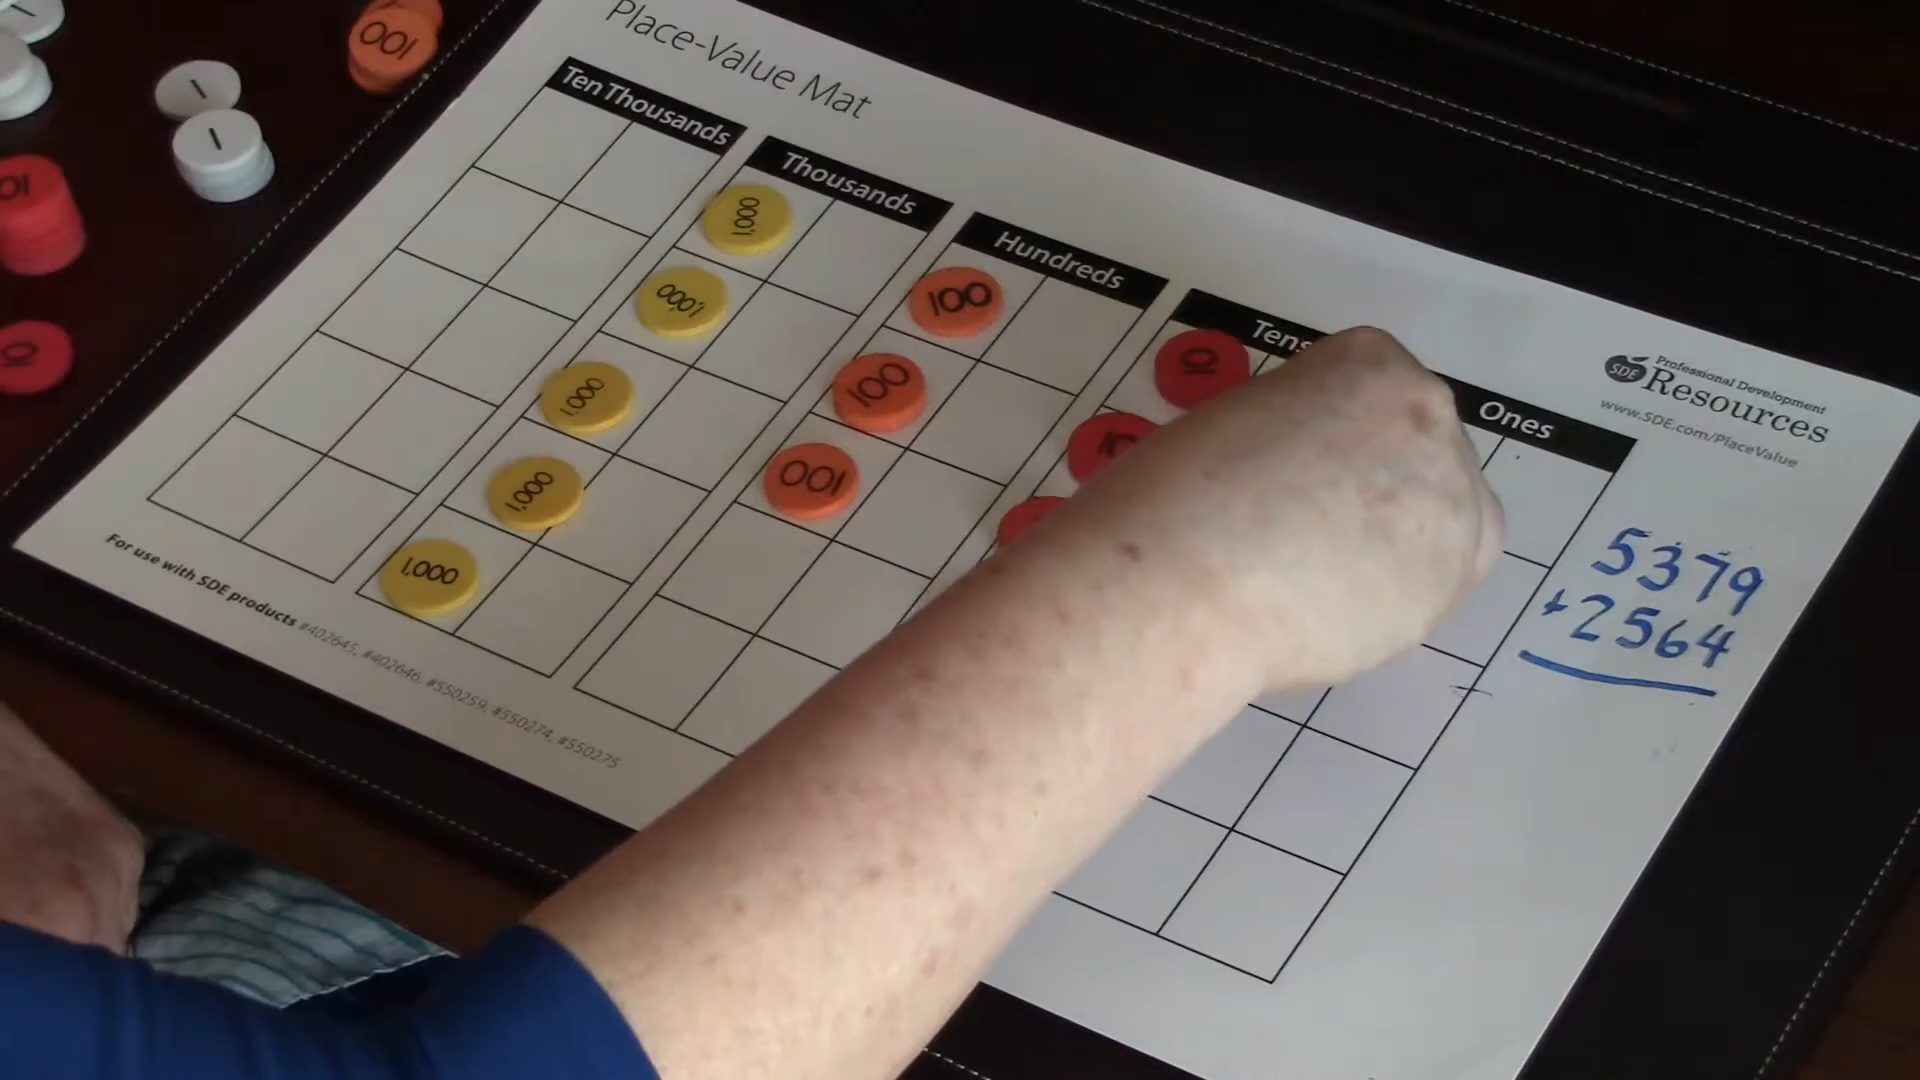 Place-Value Mat
Ten Thousands
Thousands
Hundreds
Tens
Ones
100
1
1
10
10
1,000
1,000
1,000
1,000
1,000
100
100
100
10
10
SDE
Professional Development
Resources
www.SDE.com/PlaceValue
5379
+2564
For use with SDE products #402645, #402646, #550259, #550274, #550275